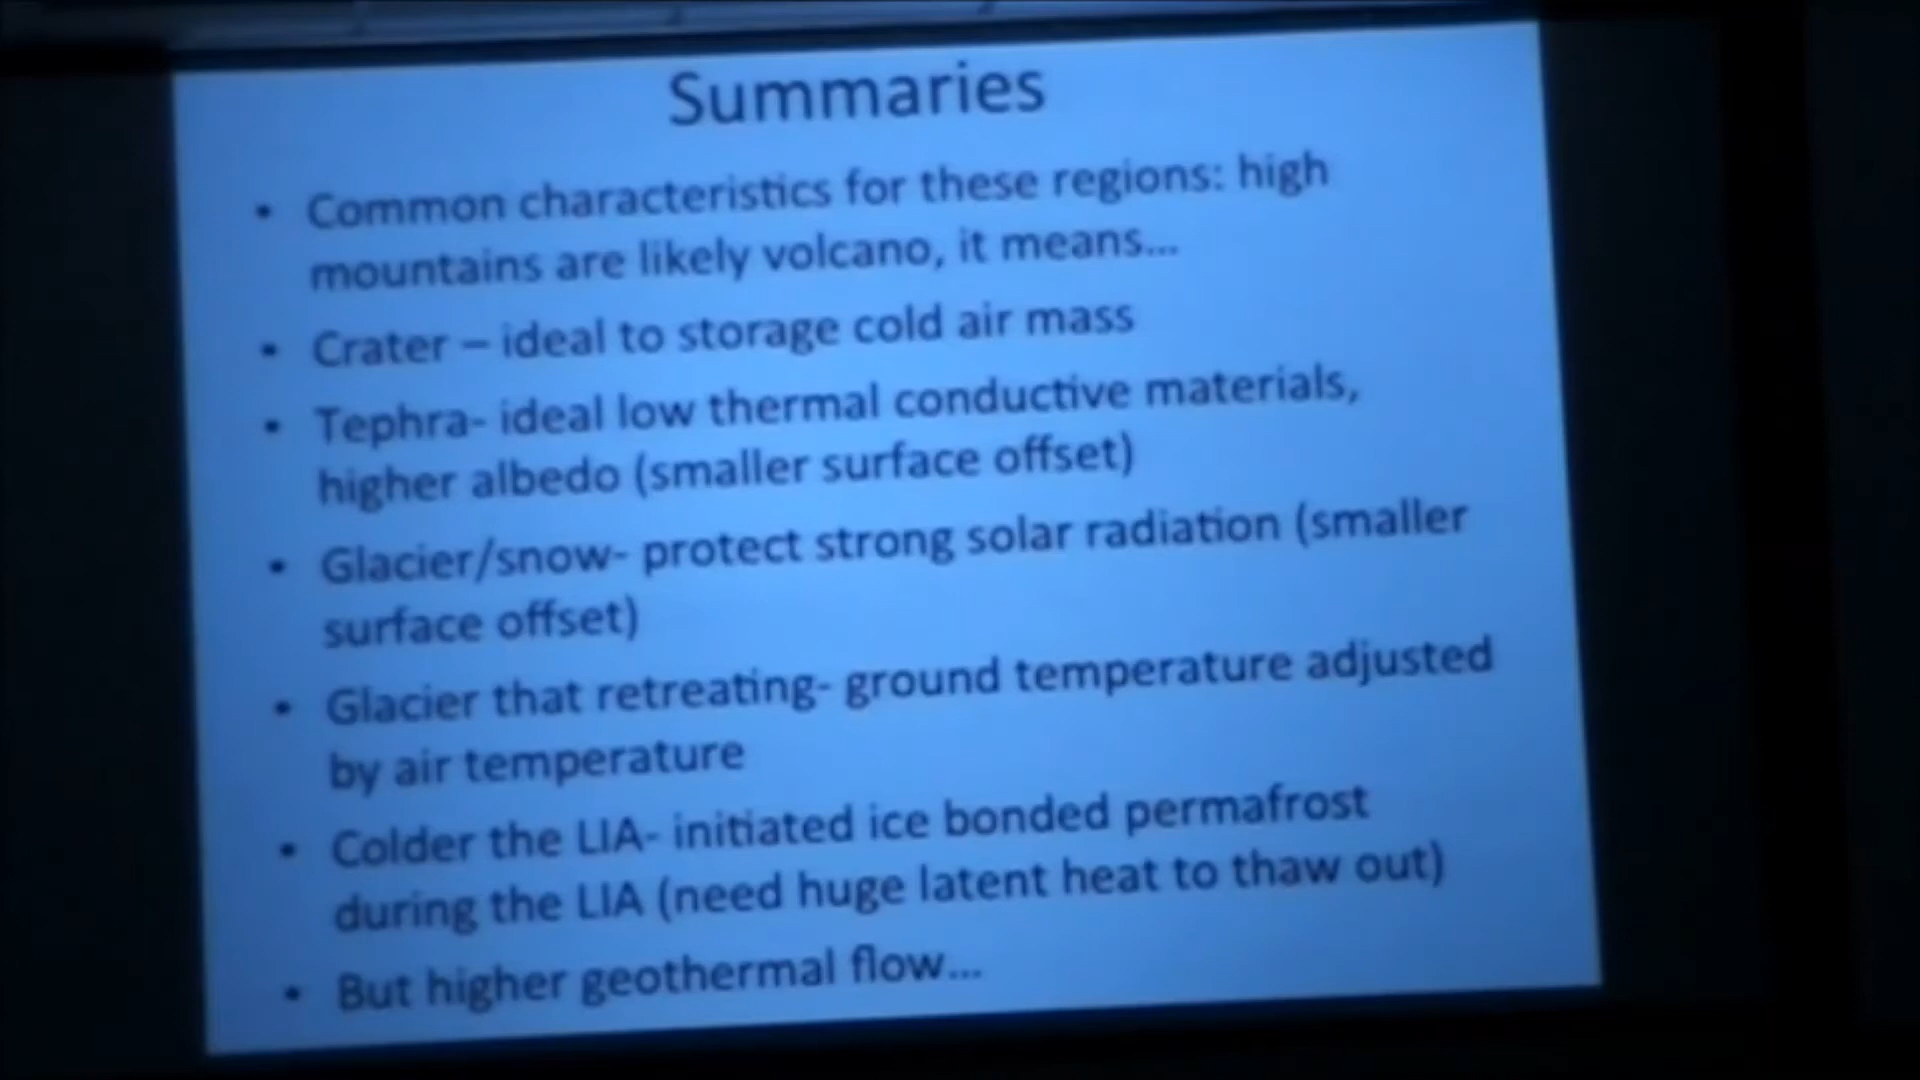 Summaries
• Common characteristics for these regions: high
mountains are likely volcano, it means...
• Crater – ideal to storage cold air mass
• Tephra- ideal low thermal conductive materials,
higher albedo (smaller surface offset)
• Glacier/snow- protect strong solar radiation (smaller
surface offset)
• Glacier that retreating- ground temperature adjusted
by air temperature
• Colder the LIA- initiated ice bonded permafrost
during the LIA (need huge latent heat to thaw out)
• But higher geothermal flow...